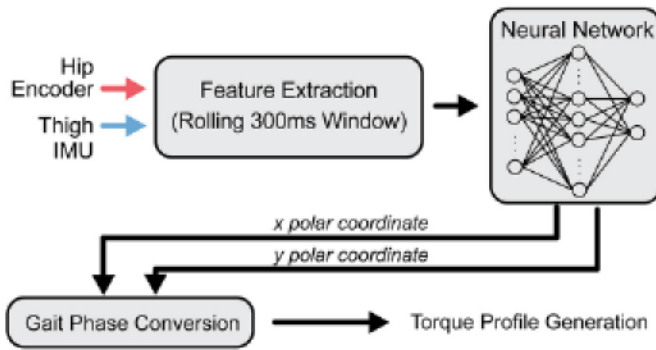 Neural Network
Hip
Encoder
Feature Extraction
(Rolling 300ms Window)
Thigh
IMU
x polar coordinate
y polar coordinate
Gait Phase Conversion
Torque Profile Generation